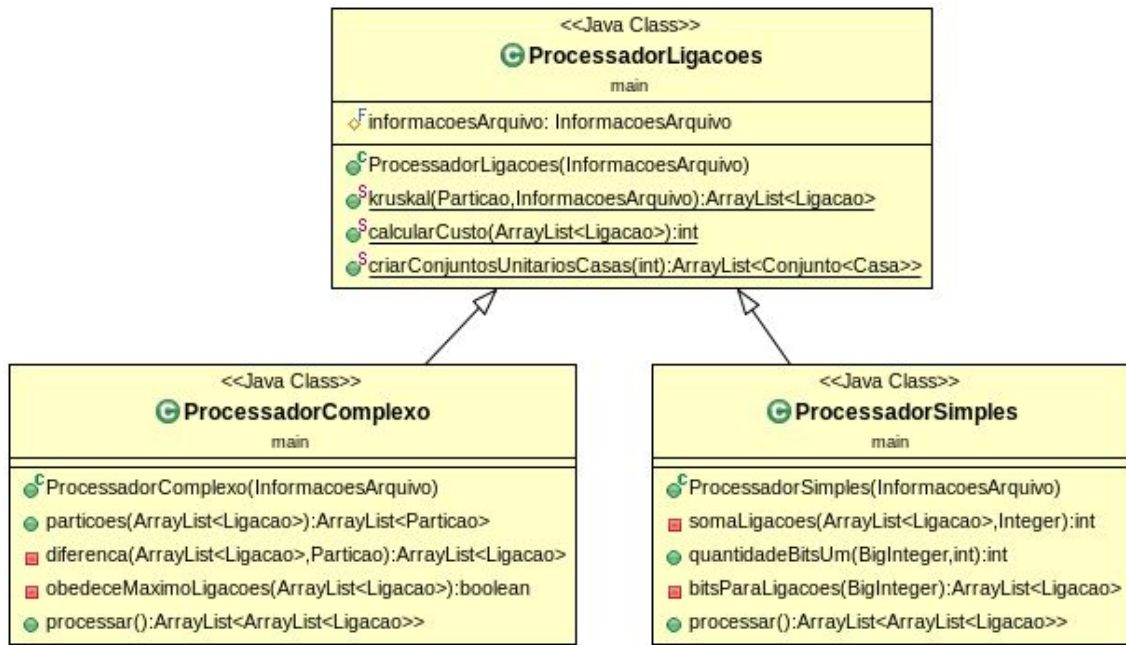 <<Java Class>>
ProcessadorLigacoes
main
informacoesArquivo: InformacoesArquivo
ProcessadorLigacoes(InformacoesArquivo)
kruskal(Particao,InformacoesArquivo):ArrayList<Ligacao>
calcularCusto(ArrayList<Ligacao>):int
criarConjuntosUnitariosCasas(int):ArrayList<Conjunto<Casa>>
<<Java Class>>
ProcessadorComplexo
main
ProcessadorComplexo(InformacoesArquivo)
particoes(ArrayList<Ligacao>):ArrayList<Particao>
diferenca(ArrayList<Ligacao>,Particao):ArrayList<Ligacao>
obedeceMaximoLigacoes(ArrayList<Ligacao>):boolean
processar():ArrayList<ArrayList<Ligacao>>
<<Java Class>>
ProcessadorSimples
main
ProcessadorSimples(InformacoesArquivo)
somaLigacoes(ArrayList<Ligacao>,Integer):int
quantidadeBitsUm(BigInteger,int):int
bitsParaLigacoes(BigInteger):ArrayList<Ligacao>
processar():ArrayList<ArrayList<Ligacao>>